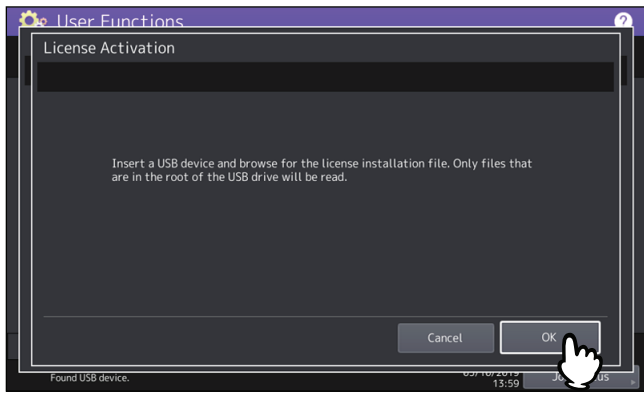 User Functions
?
License Activation
Insert a USB device and browse for the license installation file. Only files that
are in the root of the USB drive will be read.
Cancel
OK
Found USB device.
13:59